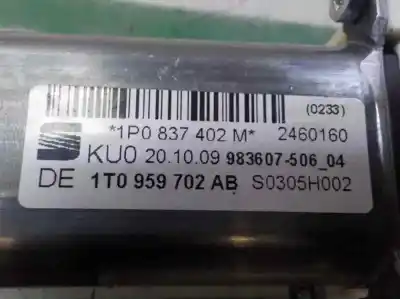 (0233)
*1P0 837 402 M* 2460160
KU0 20.10.09 983607-506_04
DE 1T0 959 702 AB S0305H002